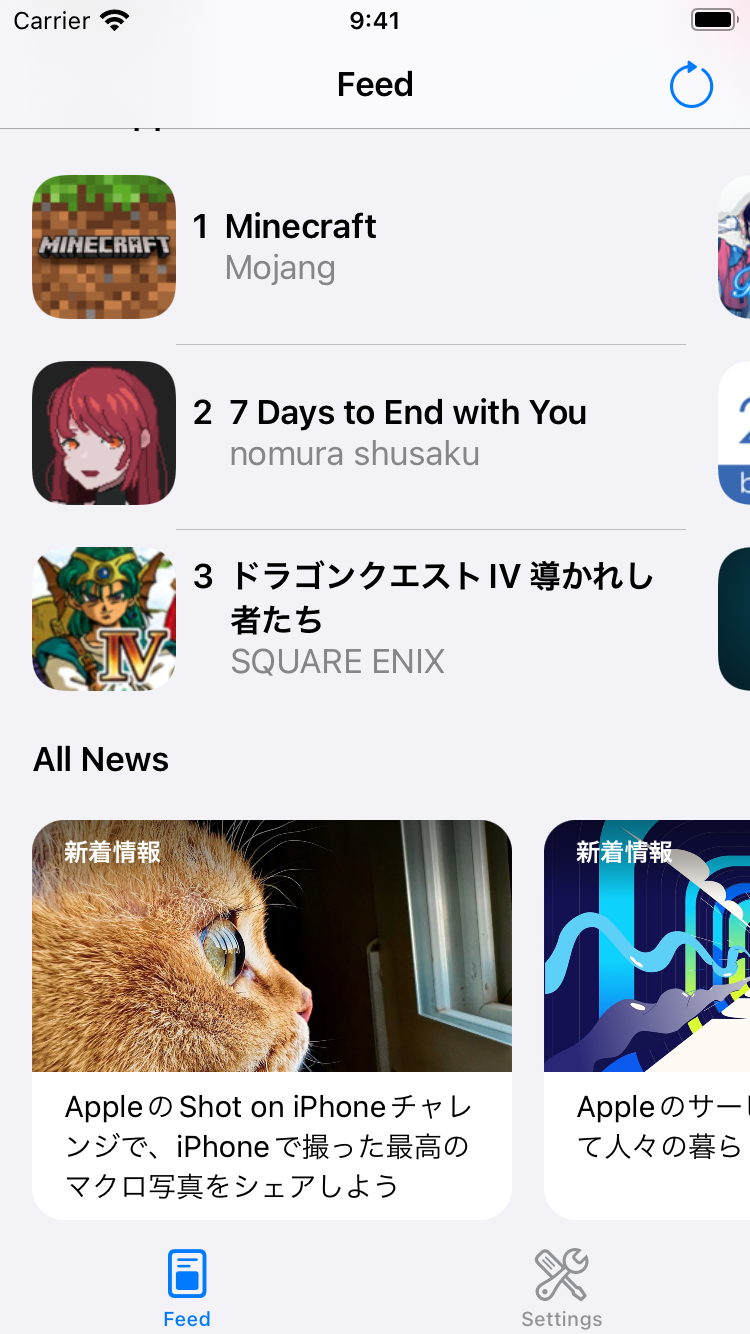 Carrier 9:41
Feed
MINECRAFT
1 Minecraft
Mojang
2 7 Days to End with You
nomura shusaku
IV
3 ドラゴンクエストIV 導かれし
者たち
SQUARE ENIX
All News
新着情報
AppleのShot on iPhoneチャレ
ンジで、iPhoneで撮った最高の
マクロ写真をシェアしよう
新着情報
Appleのサー
て人々の暮ら
Feed
Settings